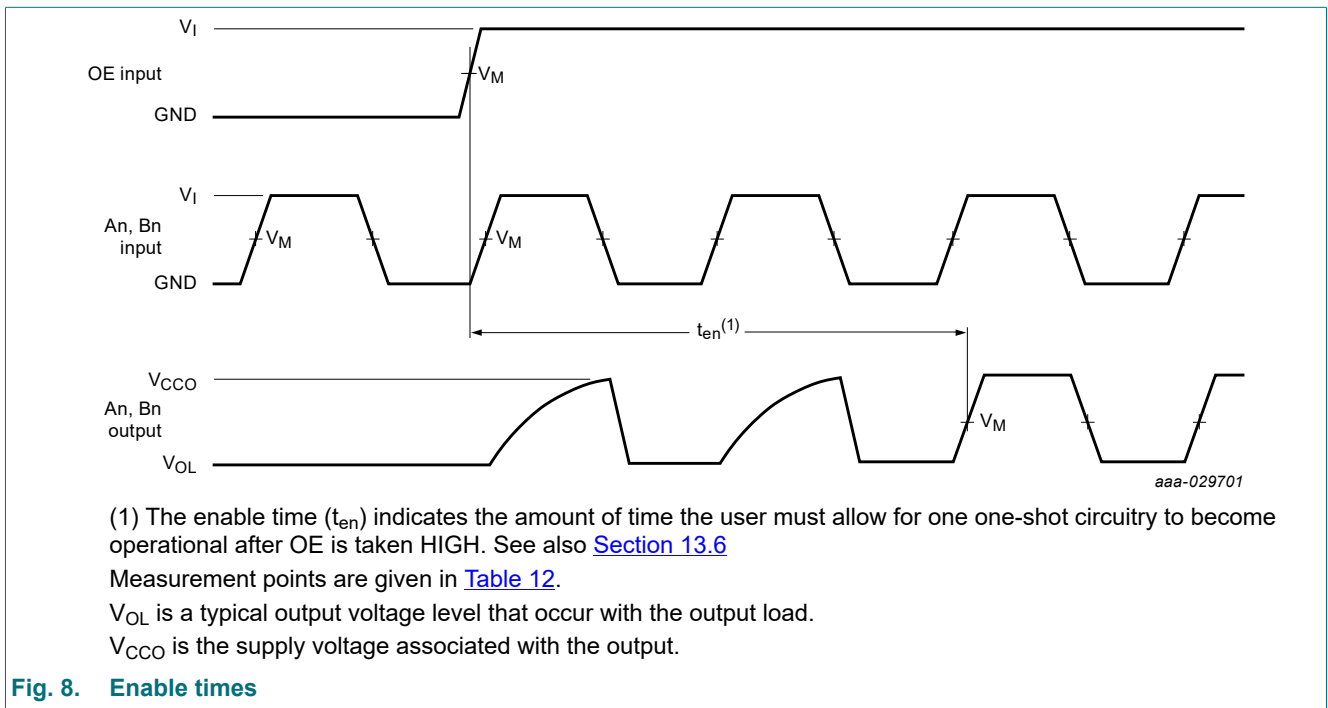 VI
OE input
VM
GND
VI
An, Bn
input
VM
VM
GND
ten(1)
VCCO
An, Bn
output
VM
VOL
aaa-029701
(1) The enable time (ten) indicates the amount of time the user must allow for one one-shot circuitry to become
operational after OE is taken HIGH. See also Section 13.6
Measurement points are given in Table 12.
VOL is a typical output voltage level that occur with the output load.
VCCO is the supply voltage associated with the output.
Fig. 8. Enable times